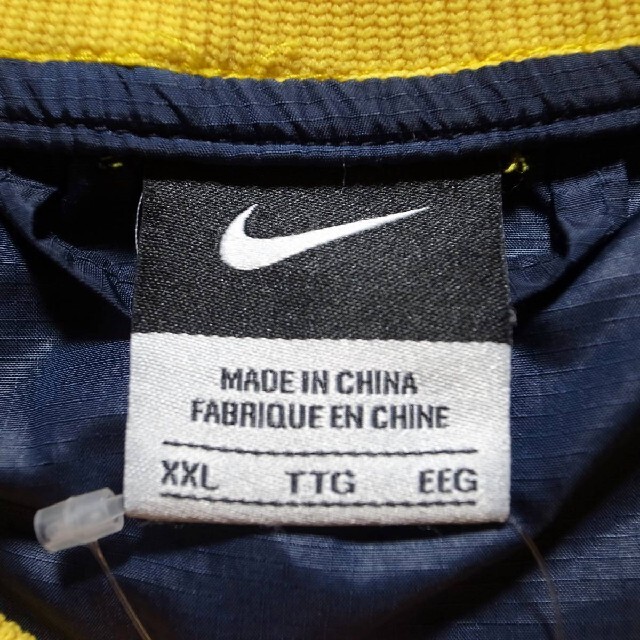 MADE IN CHINA
FABRIQUE EN CHINE
XXL TTG EEG